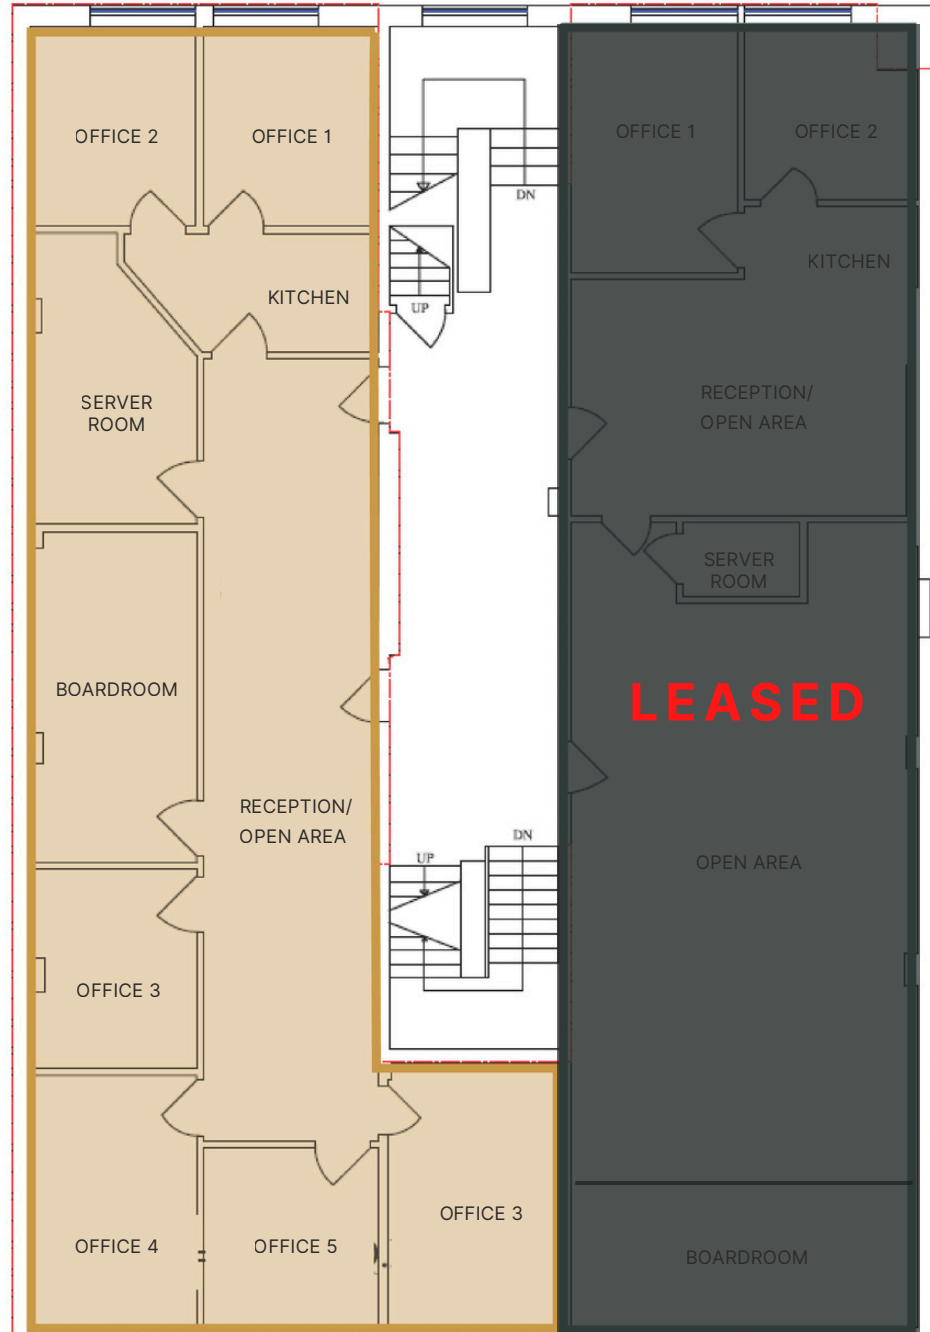 OFFICE 2
OFFICE 1
KITCHEN
SERVER
ROOM
BOARDROOM
RECEPTION/
OPEN AREA
OFFICE 3
OFFICE 4
OFFICE 5
OFFICE 3
DN
UP
DN
UP
OFFICE 1
OFFICE 2
KITCHEN
RECEPTION/
OPEN AREA
SERVER
ROOM
LEASED
OPEN AREA
BOARDROOM